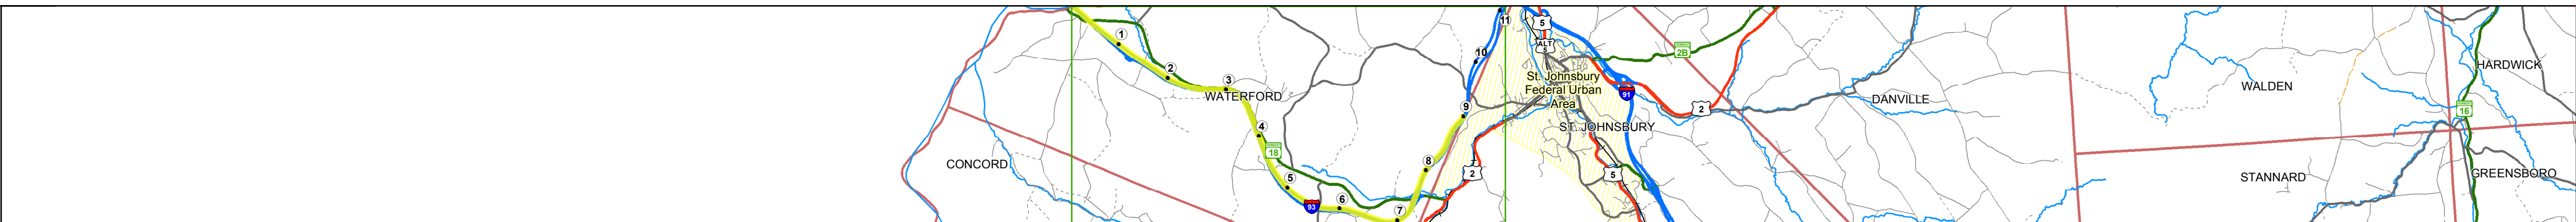 1
2
3
WATERFORD
4
18
5
93
6
7
8
9
10
11
CONCORD
5
ALT
5
2B
St. Johnsbury
Federal Urban
Area
91
2
ST. JOHNSBURY
2
5
DANVILLE
WALDEN
HARDWICK
16
STANNARD
GREENSBORO